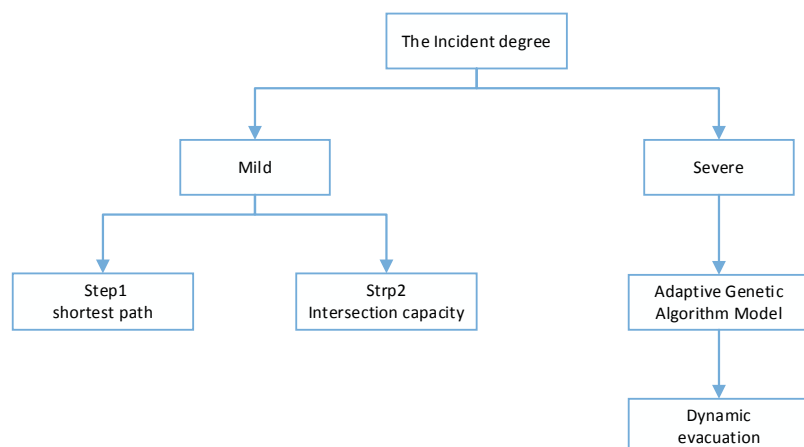 The Incident degree
Mild
Severe
Step1
shortest path
Strp2
Intersection capacity
Adaptive Genetic
Algorithm Model
Dynamic
evacuation